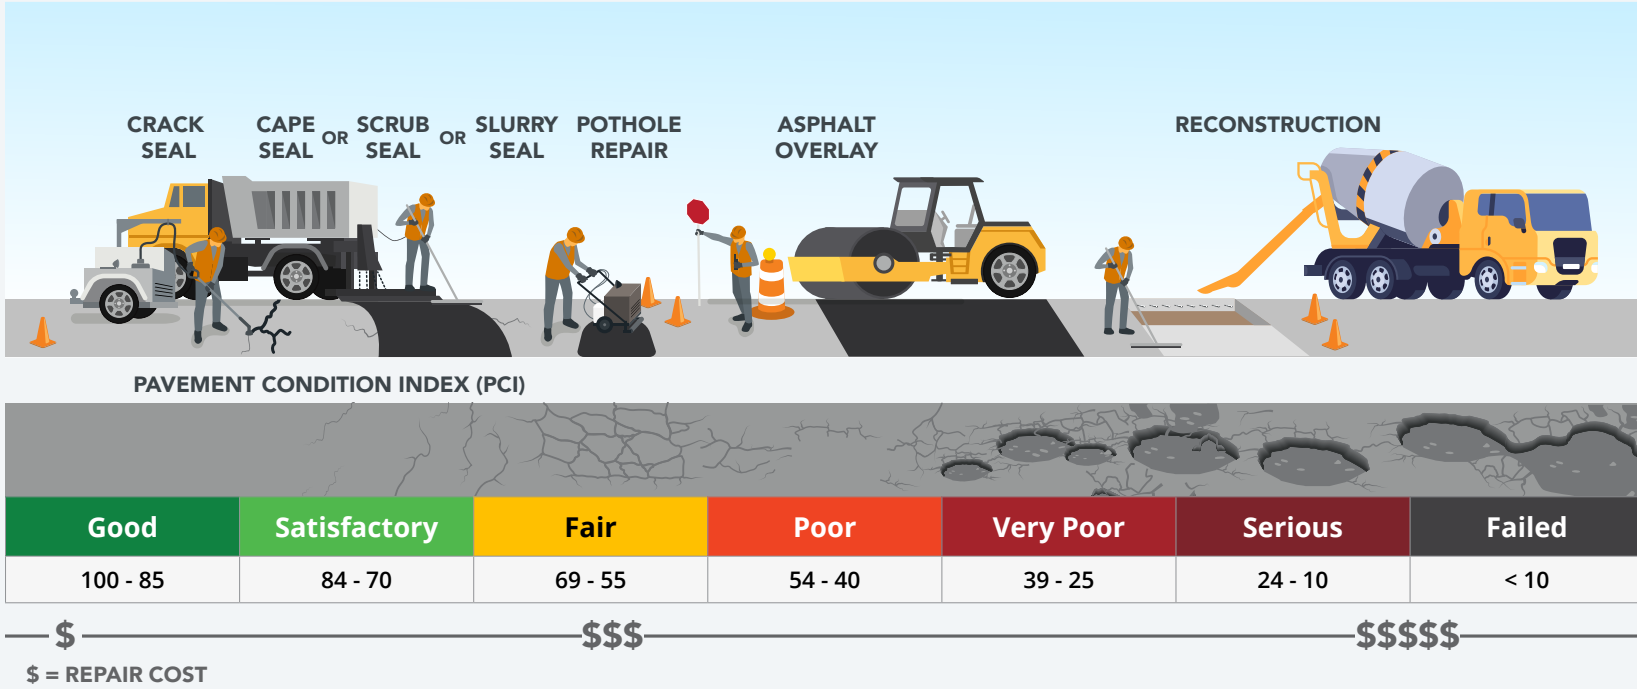 CRACK
SEAL
CAPE
SEAL
OR
SCRUB
SEAL
OR
SLURRY
SEAL
POTHOLE
REPAIR
ASPHALT
OVERLAY
RECONSTRUCTION
PAVEMENT CONDITION INDEX (PCI)
Good Satisfactory Fair Poor Very Poor Serious Failed
100 - 85 84 - 70 69 - 55 54 - 40 39 - 25 24 - 10 < 10
$ $$$ $$$$$
$ = REPAIR COST